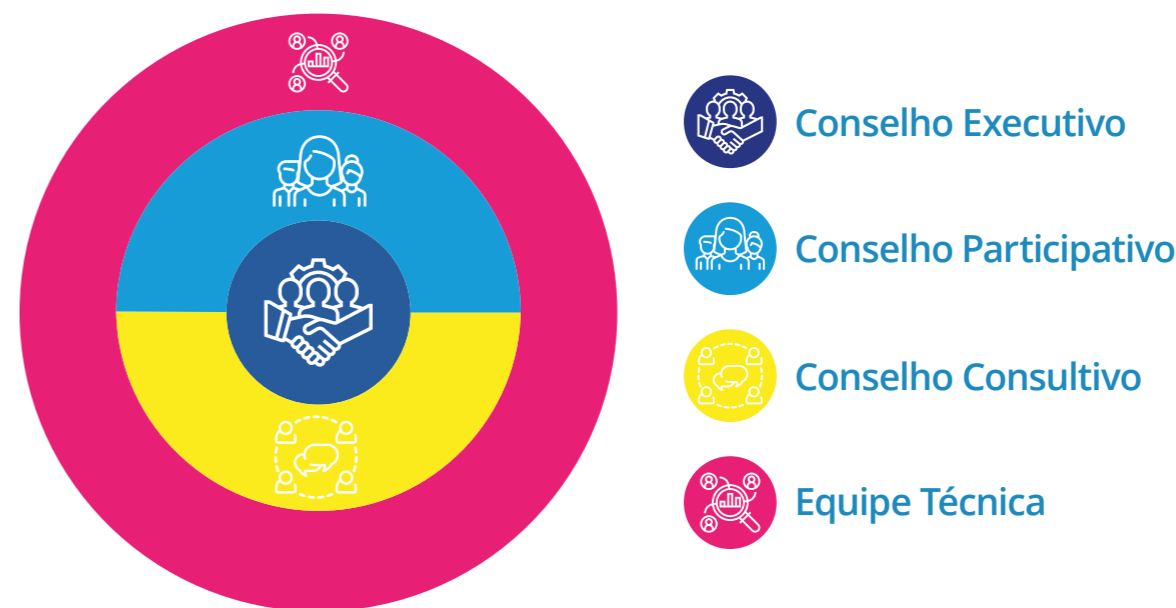 Conselho Executivo
Conselho Participativo
Conselho Consultivo
Equipe Técnica